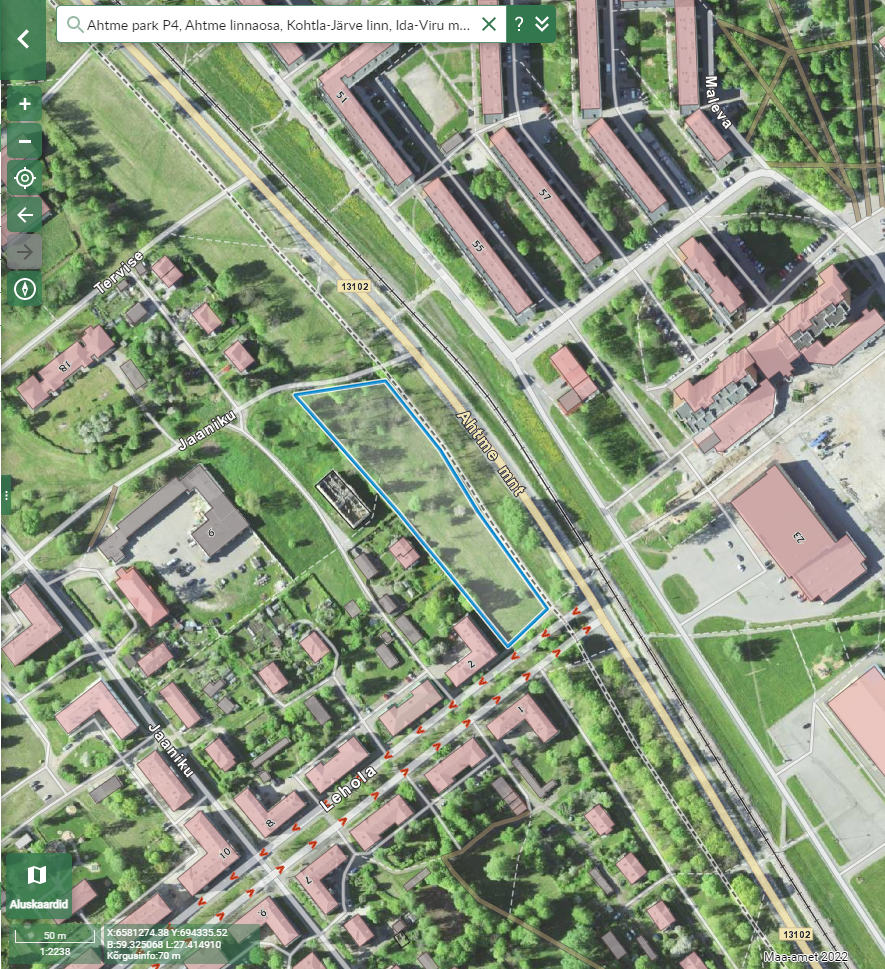 Ahtme park P4, Ahtme linnaosa, Kohtla-Järve linn, Ida-Viru m...
?
Maleva
51
57
55
Tervise
13102
18
Jaaniku
Ahtme mnt
6
23
2
1
Jaaniku
Lehola
8
10
7
9
Aluskaardid
50 m
1:2238
X:6581274.38 Y:694335.52
B:59.325068 L:27.414910
Kõrgusinfo:70 m
13102
Maa-amet 2022